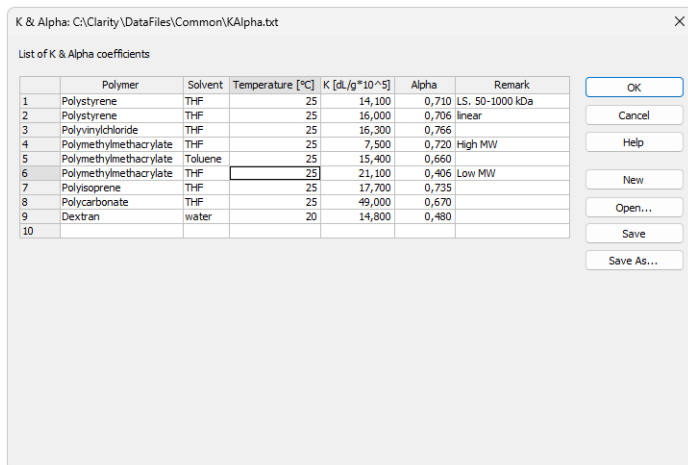 K & Alpha: C:\Clarity\DataFiles\Common\KAlpha.txt
List of K & Alpha coefficients
Polymer Solvent Temperature [°C] K [dL/g*10^5] Alpha Remark
1 Polystyrene THF 25 14,100 0,710 LS. 50-1000 kDa
2 Polystyrene THF 25 16,000 0,706 linear
3 Polyvinylchloride THF 25 16,300 0,766
4 Polymethylmethacrylate THF 25 7,500 0,720 High MW
5 Polymethylmethacrylate Toluene 25 15,400 0,660
6 Polymethylmethacrylate THF 25 21,100 0,406 Low MW
7 Polyisoprene THF 25 17,700 0,735
8 Polycarbonate THF 25 49,000 0,670
9 Dextran water 20 14,800 0,480
10
OK
Cancel
Help
New
Open...
Save
Save As...